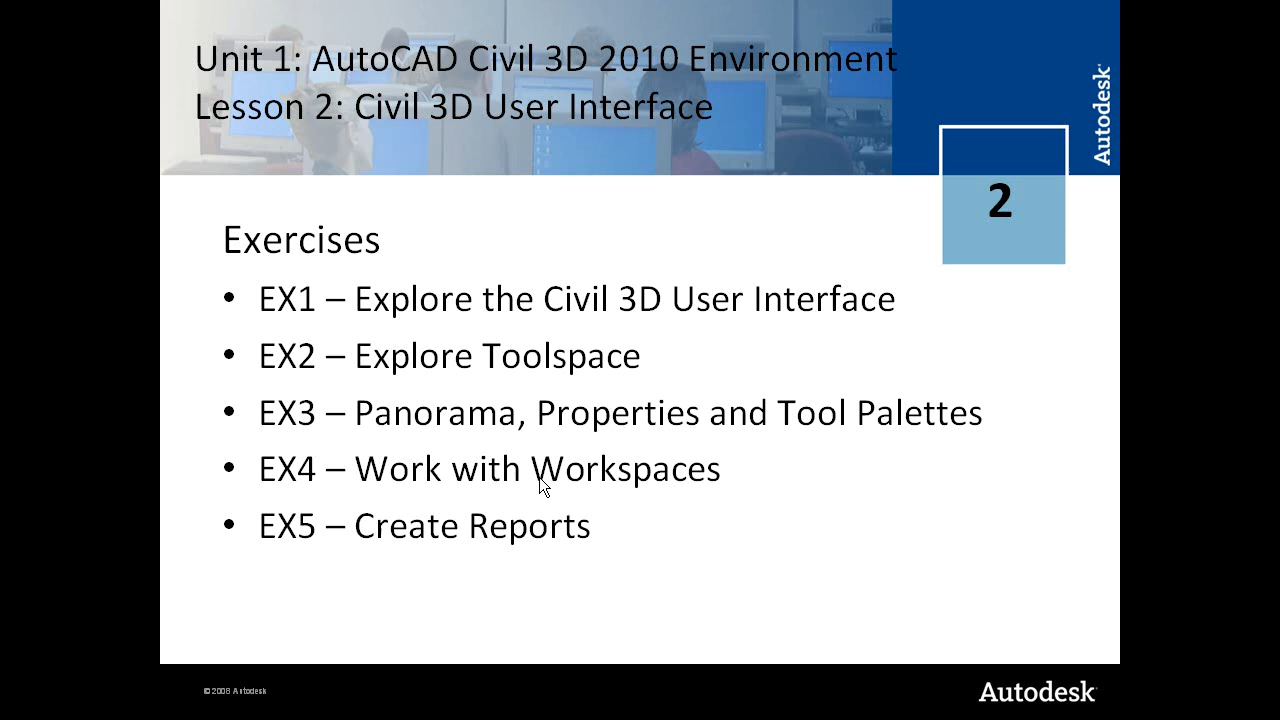 Unit 1: AutoCAD Civil 3D 2010 Environment
Lesson 2: Civil 3D User Interface
Autodesk®
2
Exercises
• EX1 – Explore the Civil 3D User Interface
• EX2 – Explore Toolspace
• EX3 – Panorama, Properties and Tool Palettes
• EX4 – Work with Workspaces
• EX5 – Create Reports
© 2008 Autodesk
Autodesk®